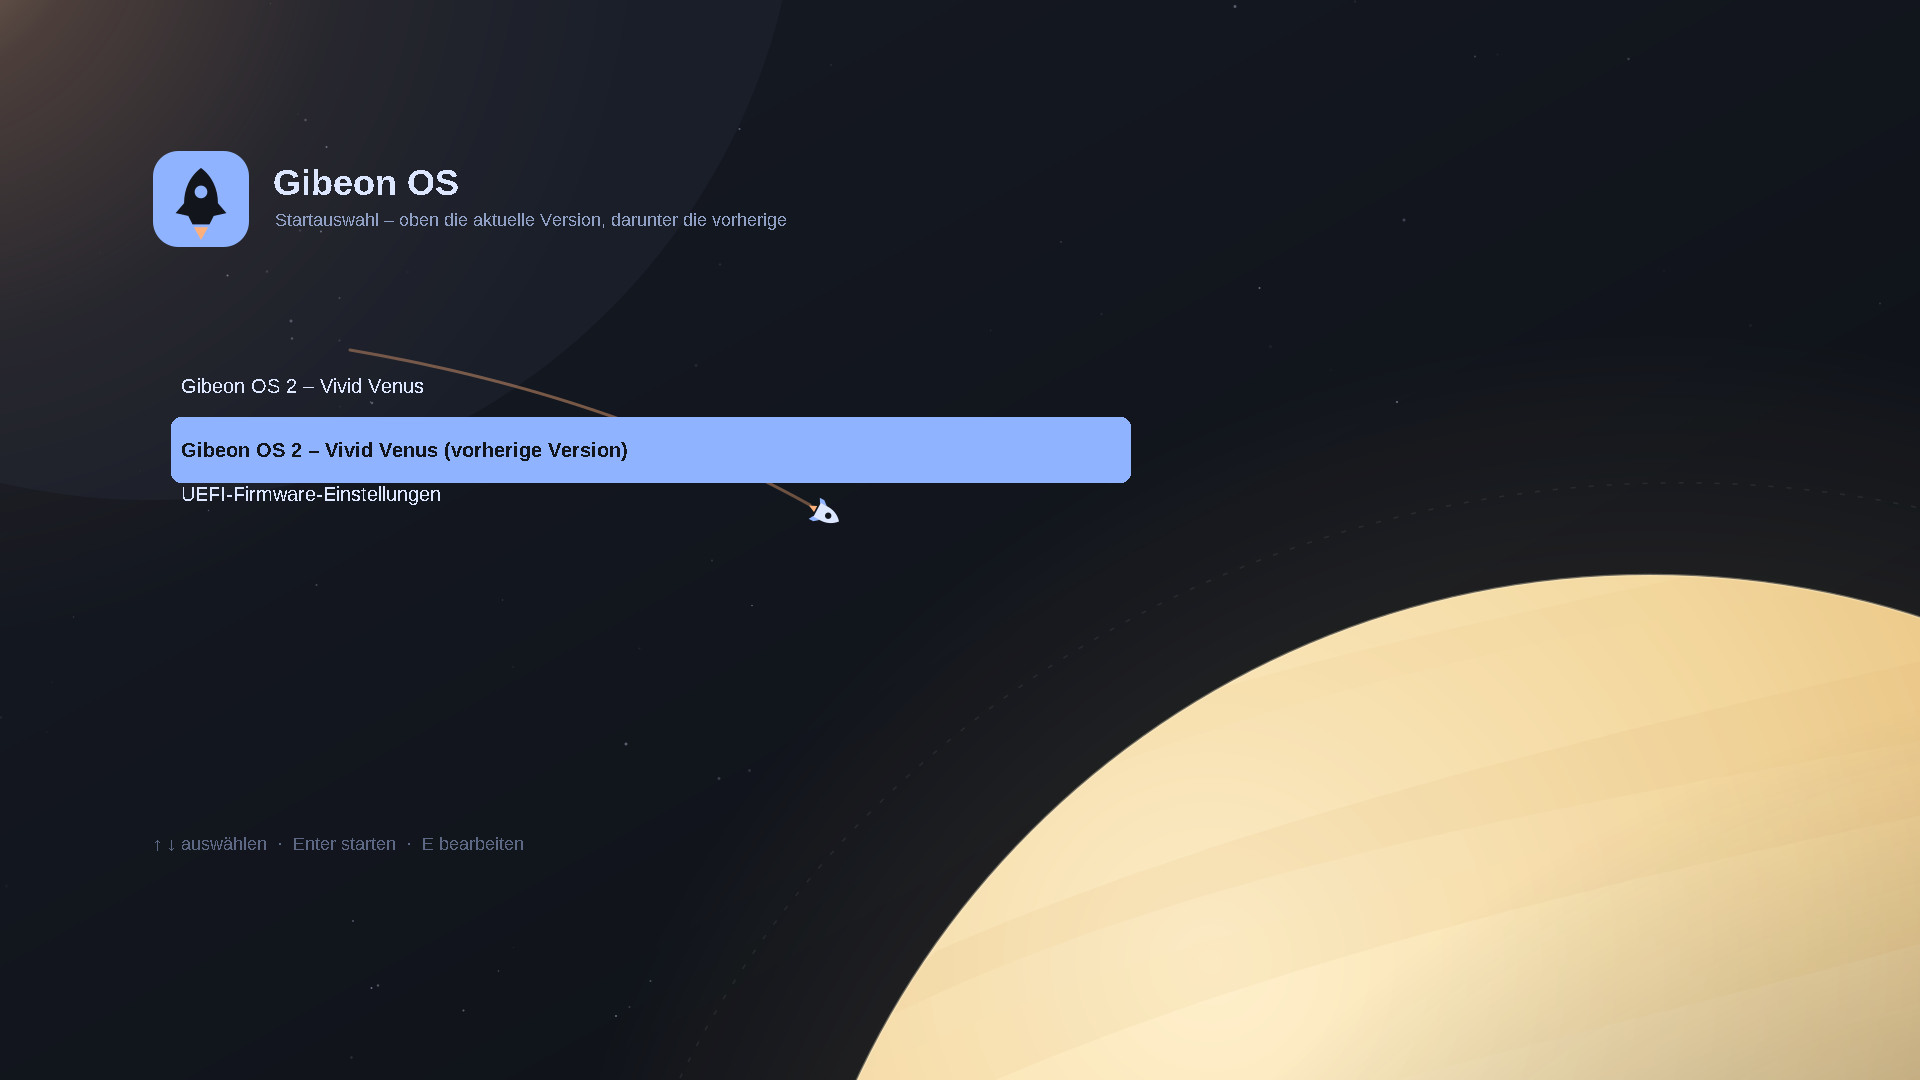 Gibeon OS
Startauswahl – oben die aktuelle Version, darunter die vorherige
Gibeon OS 2 – Vivid Venus
Gibeon OS 2 – Vivid Venus (vorherige Version)
UEFI-Firmware-Einstellungen
↑ ↓ auswählen · Enter starten · E bearbeiten